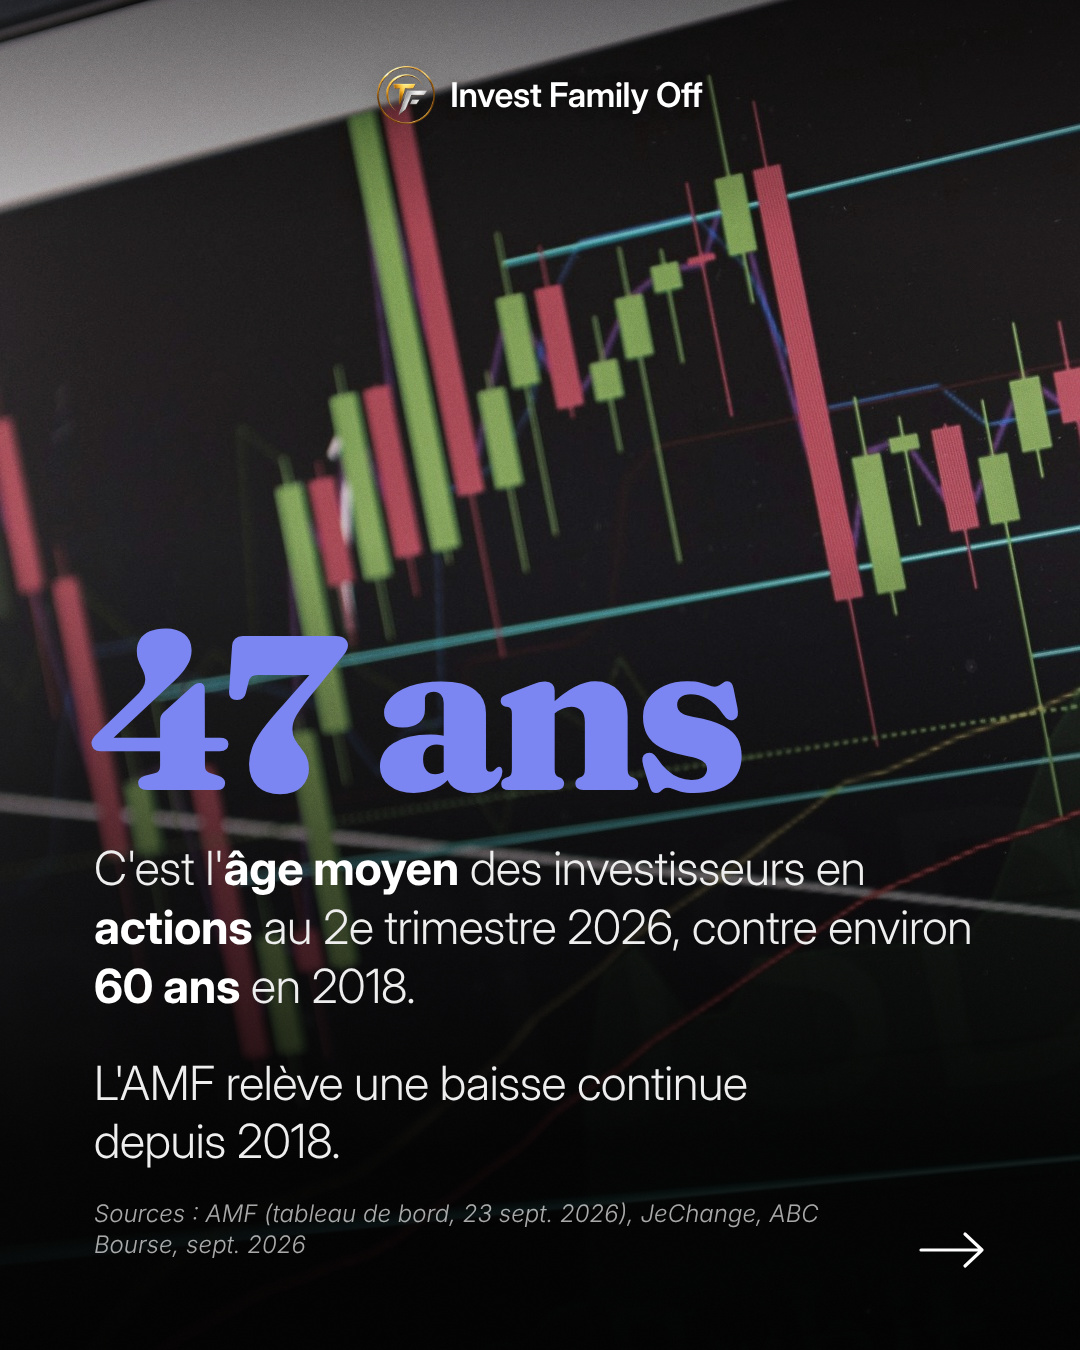 Invest Family Off
47 ans
C'est l'âge moyen des investisseurs en
actions au 2e trimestre 2026, contre environ
60 ans en 2018.
L'AMF relève une baisse continue
depuis 2018.
Sources : AMF (tableau de bord, 23 sept. 2026), JeChange, ABC
Bourse, sept. 2026